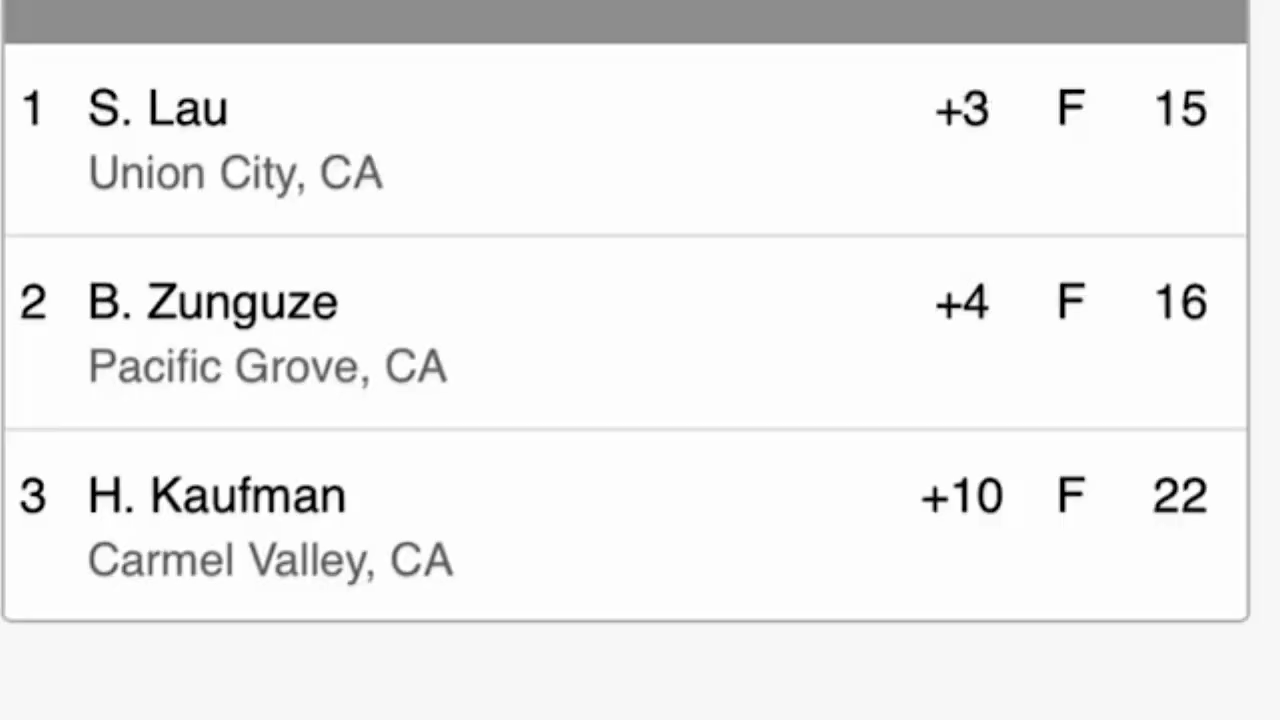 1 S. Lau +3 F 15
Union City, CA
2 B. Zunguze +4 F 16
Pacific Grove, CA
3 H. Kaufman +10 F 22
Carmel Valley, CA